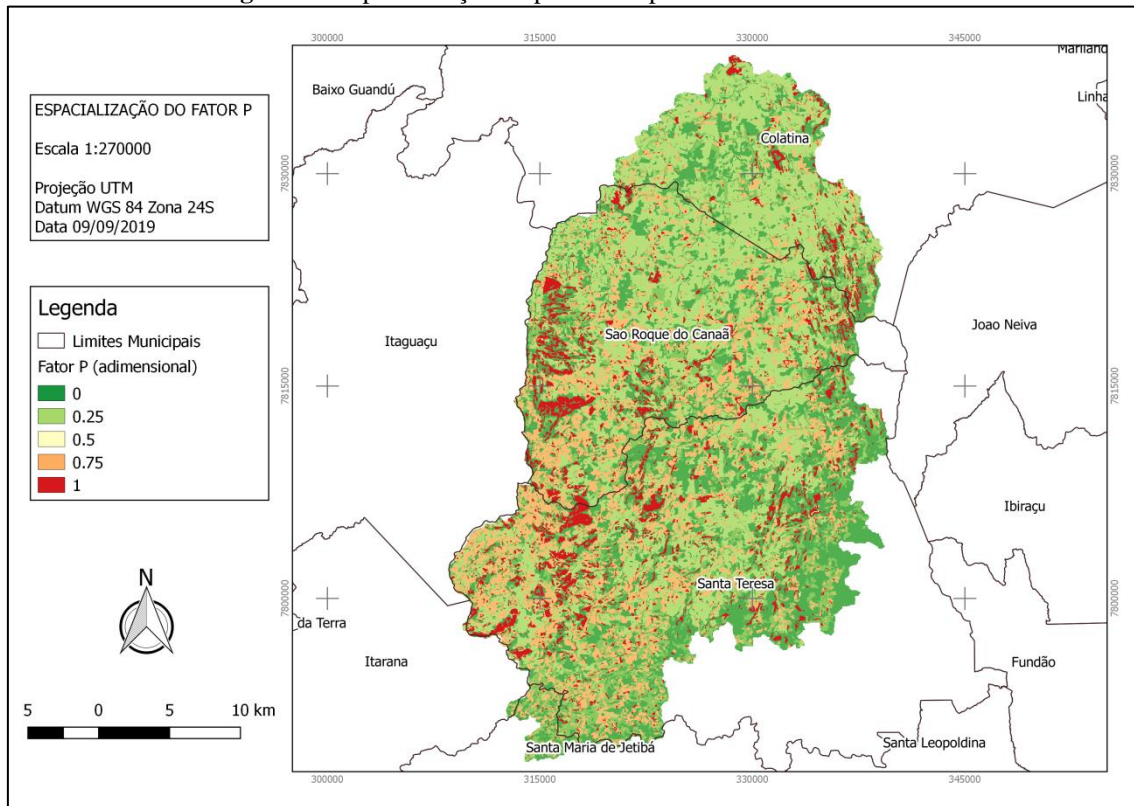 ESPACIALIZAÇÃO DO FATOR P
Escala 1:270000
Projeção UTM
Datum WGS 84 Zona 24S
Data 09/09/2019
Legenda
Limites Municipais
Fator P (adimensional)
0
0.25
0.5
0.75
1
N
5 0 5 10 km
300000 315000 330000 345000
Mariland
Baixo Guandú
Linha
Colatina
7830000 7830000
Joao Neiva
Sao Roque do Canaã
Itaguaçu
7815000 7815000
Ibiraçu
Santa Teresa
7800000 7800000
da Terra
Itarana
Fundão
Santa Leopoldina
Santa Maria de Jetibá
300000 315000 330000 345000